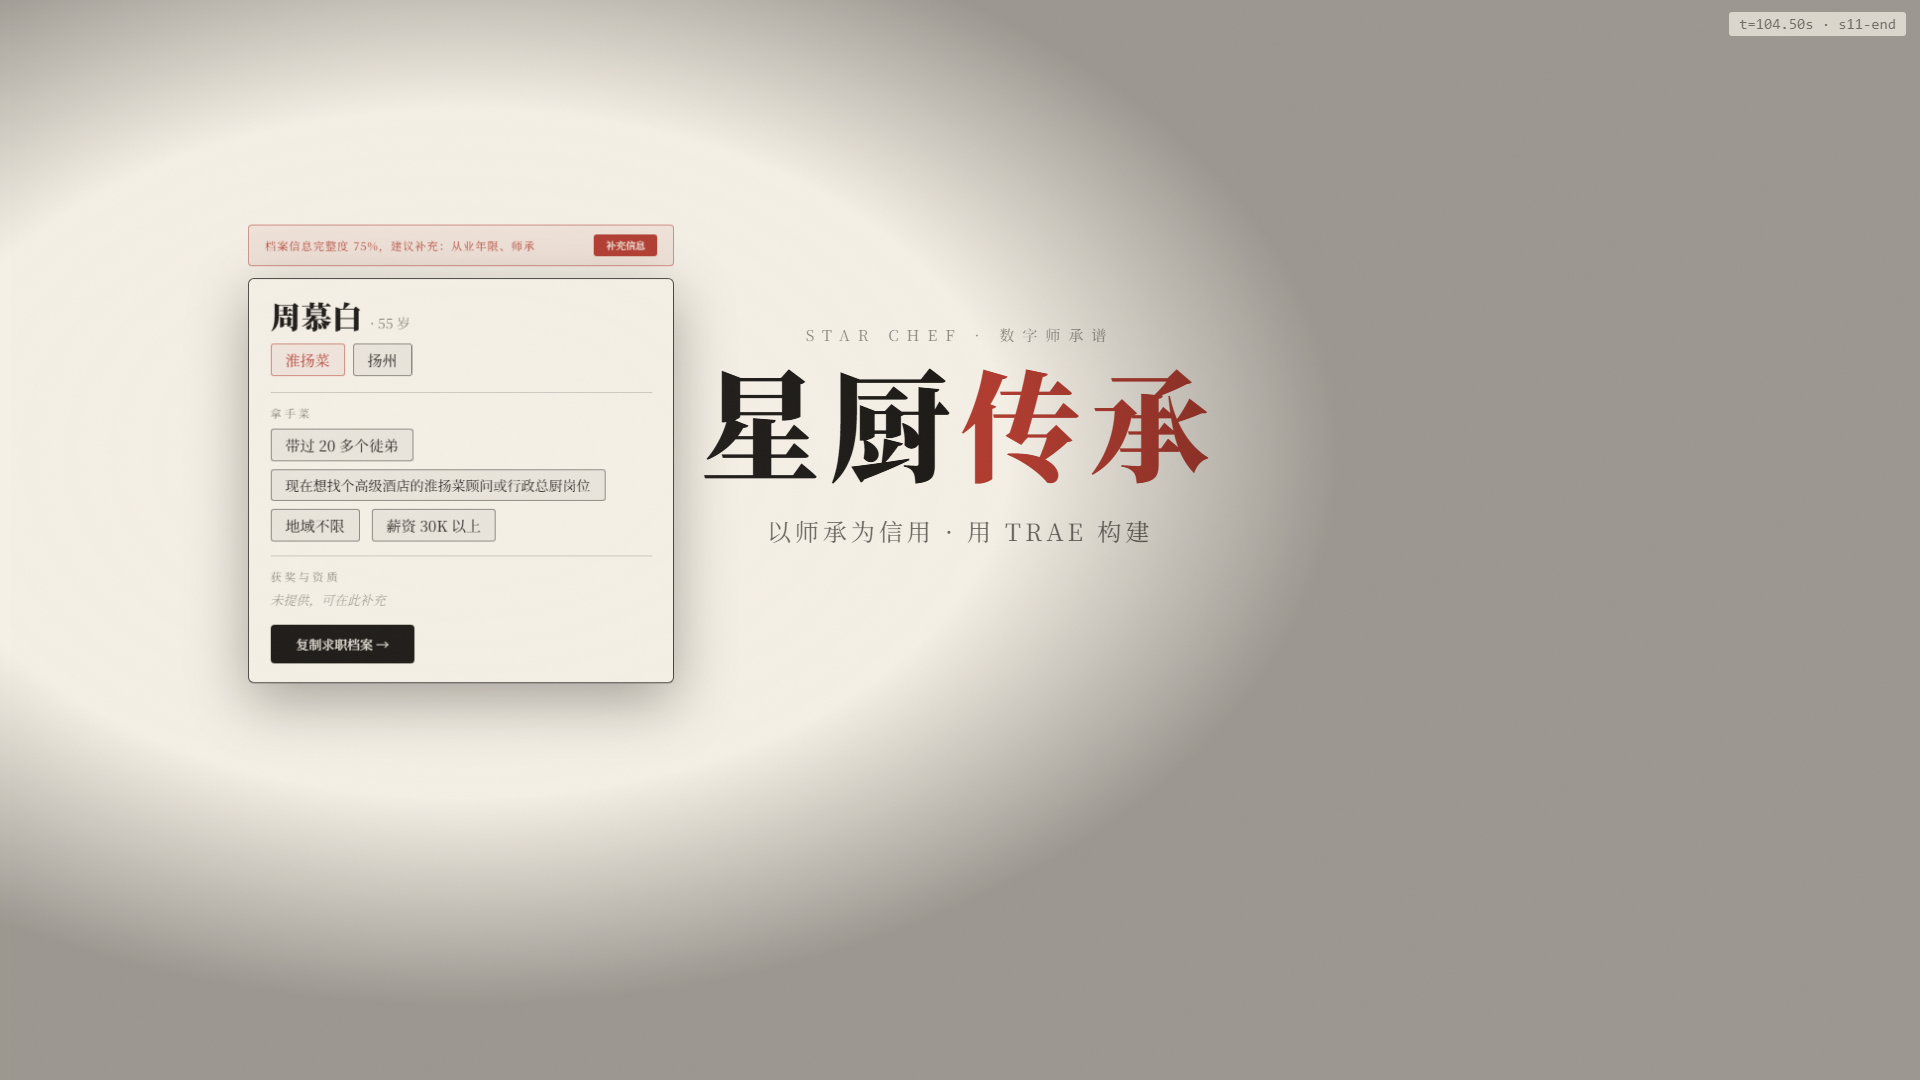 t=104.50s · s11-end
档案信息完整度 75%，建议补充：从业年限、师承
补充信息
周慕白 · 55 岁
淮扬菜 扬州
拿手菜
带过 20 多个徒弟
现在想找个高级酒店的淮扬菜顾问或行政总厨岗位
地域不限 薪资 30K 以上
获奖与资质
未提供，可在此补充
复制求职档案 →
STAR CHEF · 数字师承谱
星厨传承
以师承为信用 · 用 TRAE 构建